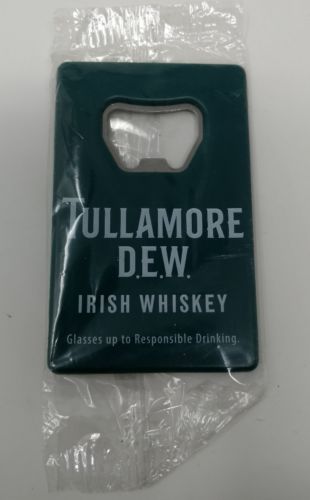 TULLAMORE
D.E.W.
IRISH WHISKEY
Glasses up to Responsible Drinking.